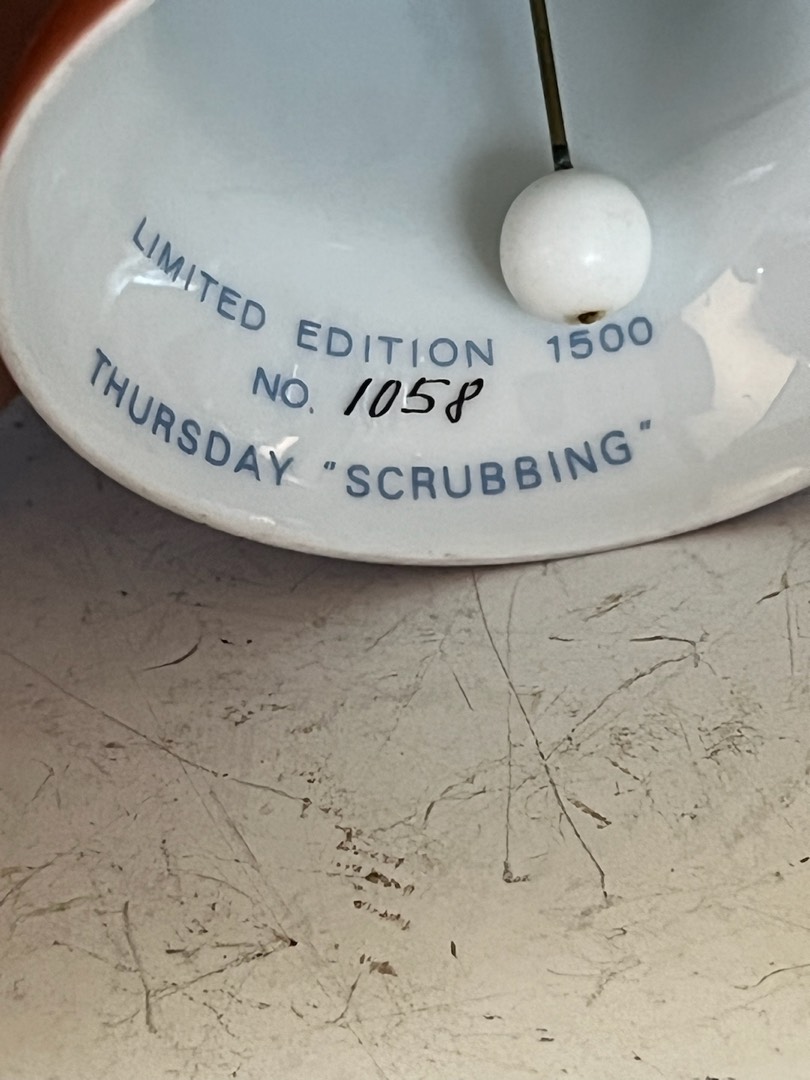 LIMITED EDITION 1500
NO. 1058
THURSDAY "SCRUBBING"